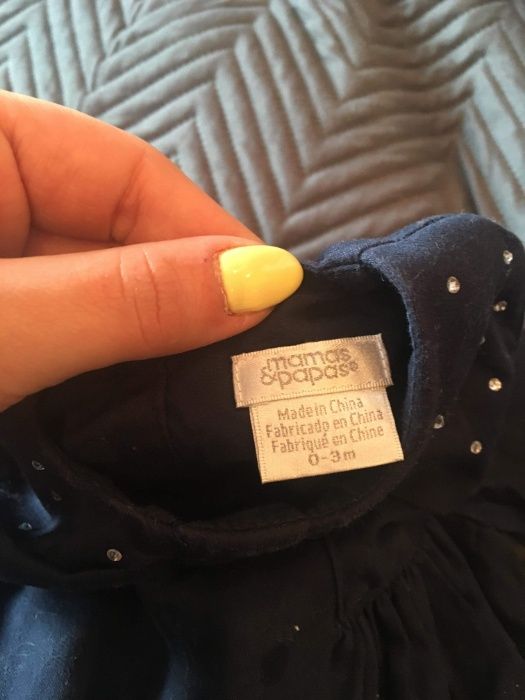 mamas
&papas®
Made in China
Fabricado en China
Fabriqué en Chine
0-3m